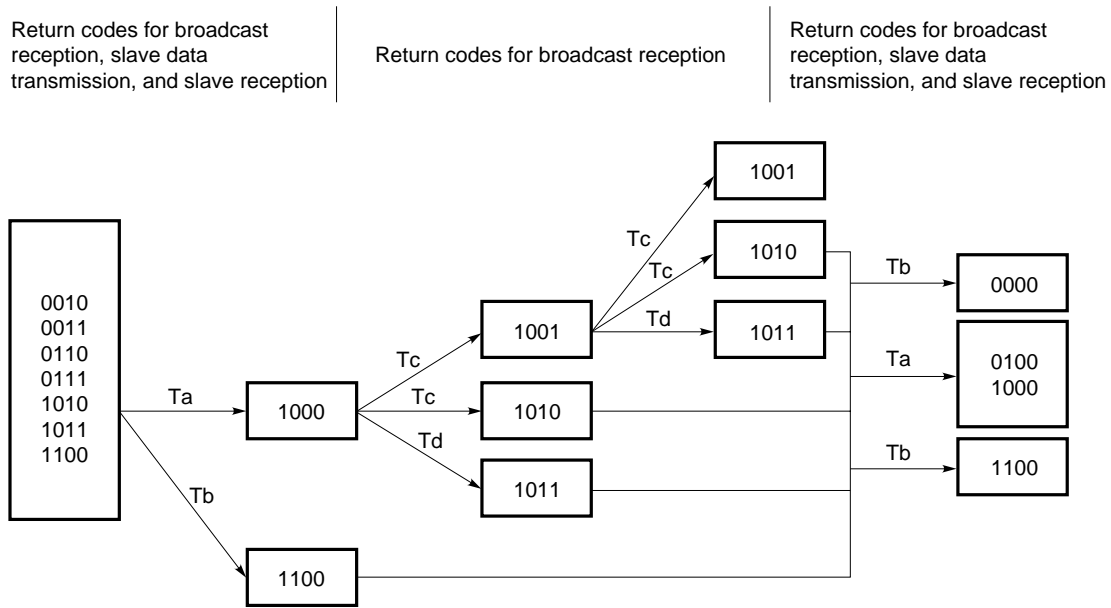 Return codes for broadcast
reception, slave data
transmission, and slave reception
Return codes for broadcast reception
Return codes for broadcast
reception, slave data
transmission, and slave reception
0010
0011
0110
0111
1010
1011
1100
Ta
Tb
1000
1100
Tc
Tc
Td
1001
1010
1011
Tc
Tc
Td
1001
1010
1011
Tb
Ta
Tb
0000
0100
1000
1100